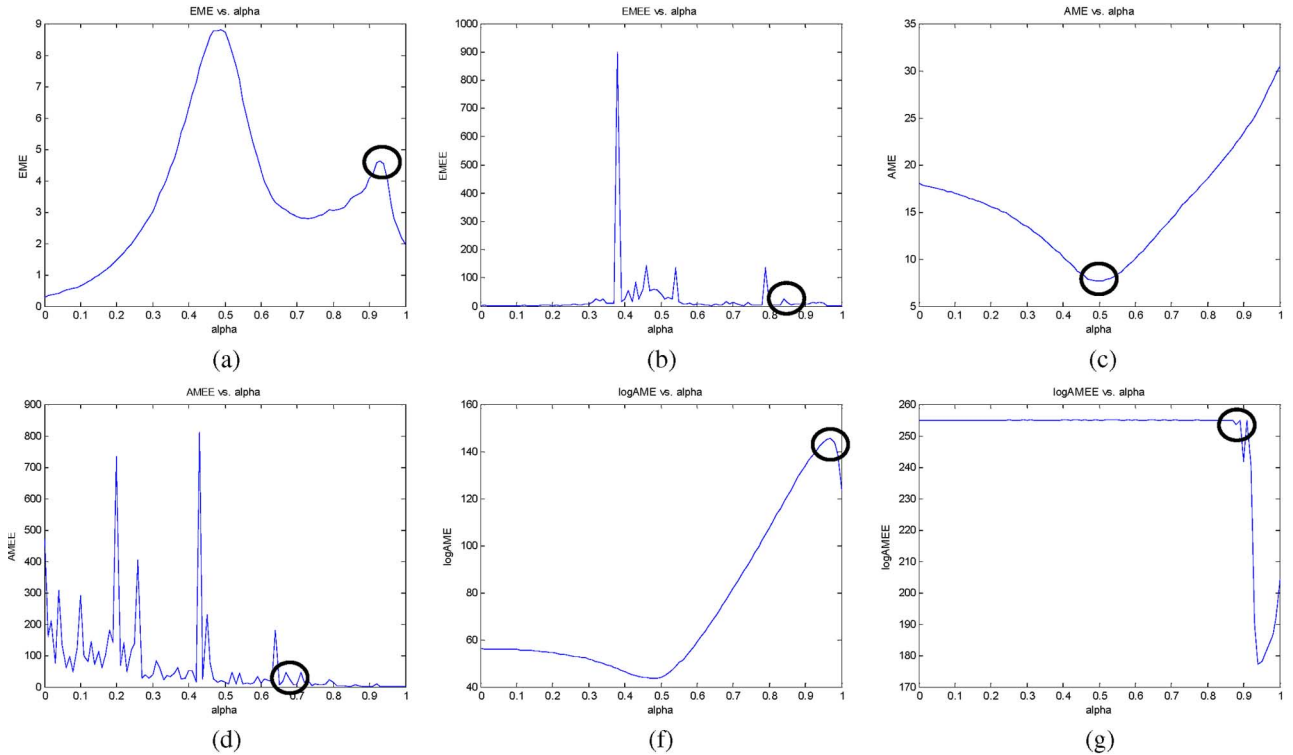 EME vs. alpha
9
8
7
6
5
4
3
2
1
0
EME
0 0.1 0.2 0.3 0.4 0.5 0.6 0.7 0.8 0.9 1
alpha
(a)
EMEE vs. alpha
1000
900
800
700
600
500
400
300
200
100
0
EMEE
0 0.1 0.2 0.3 0.4 0.5 0.6 0.7 0.8 0.9 1
alpha
(b)
AME vs. alpha
35
30
25
20
15
10
5
AME
0 0.1 0.2 0.3 0.4 0.5 0.6 0.7 0.8 0.9 1
alpha
(c)
AMEE vs. alpha
900
800
700
600
500
400
300
200
100
0
AMEE
0 0.1 0.2 0.3 0.4 0.5 0.6 0.7 0.8 0.9 1
alpha
(d)
logAME vs. alpha
160
140
120
100
80
60
40
logAME
0 0.1 0.2 0.3 0.4 0.5 0.6 0.7 0.8 0.9 1
alpha
(f)
logAMEE vs. alpha
260
250
240
230
220
210
200
190
180
170
logAMEE
0 0.1 0.2 0.3 0.4 0.5 0.6 0.7 0.8 0.9 1
alpha
(g)